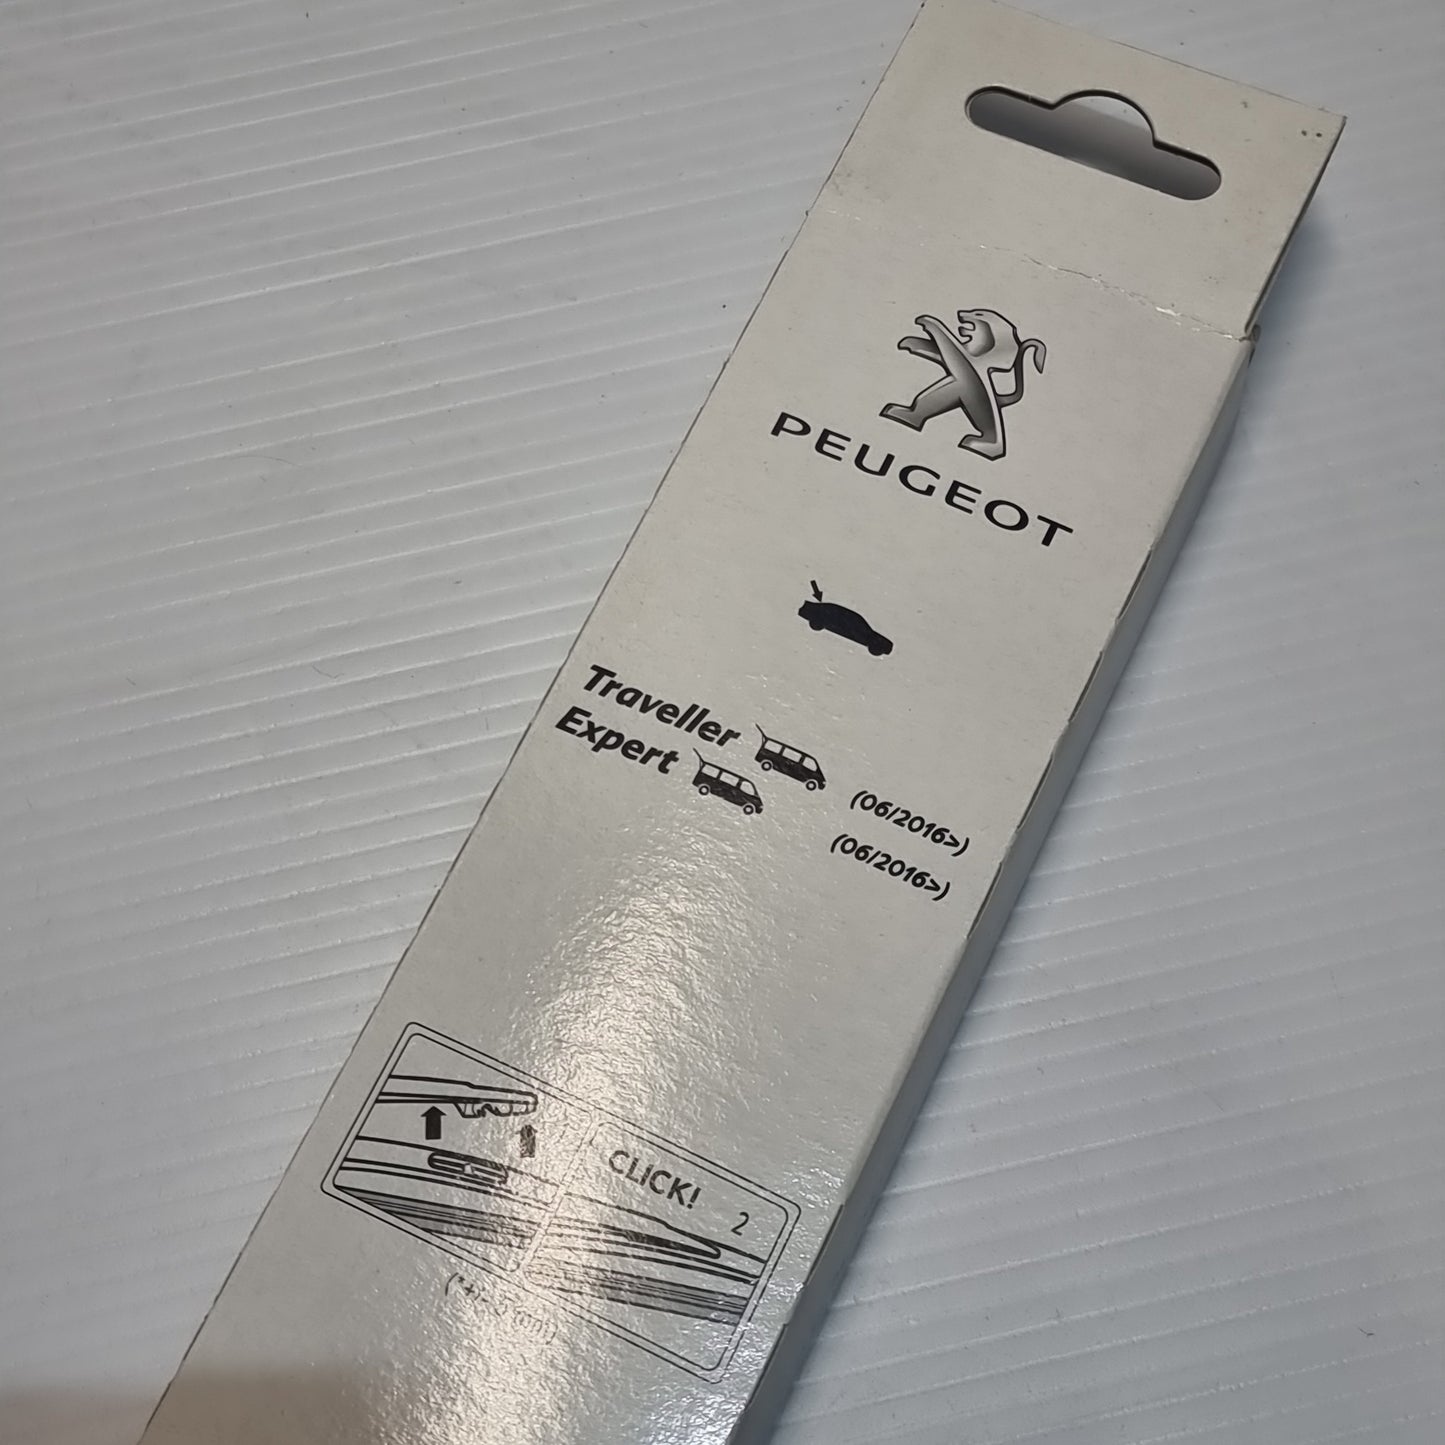 PEUGEOT
Traveller (06/2016>)
Expert (06/2016>)
CLICK!
2